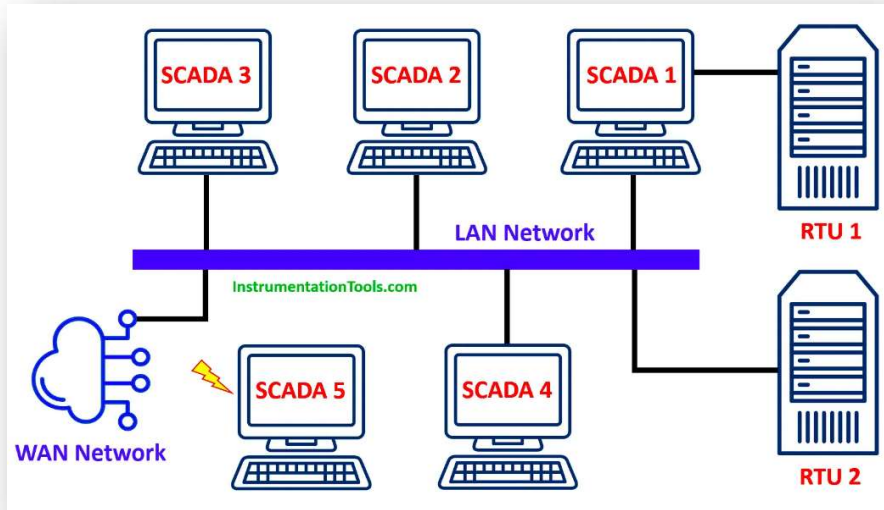 SCADA 3
SCADA 2
SCADA 1
RTU 1
LAN Network
InstrumentationTools.com
WAN Network
SCADA 5
SCADA 4
RTU 2